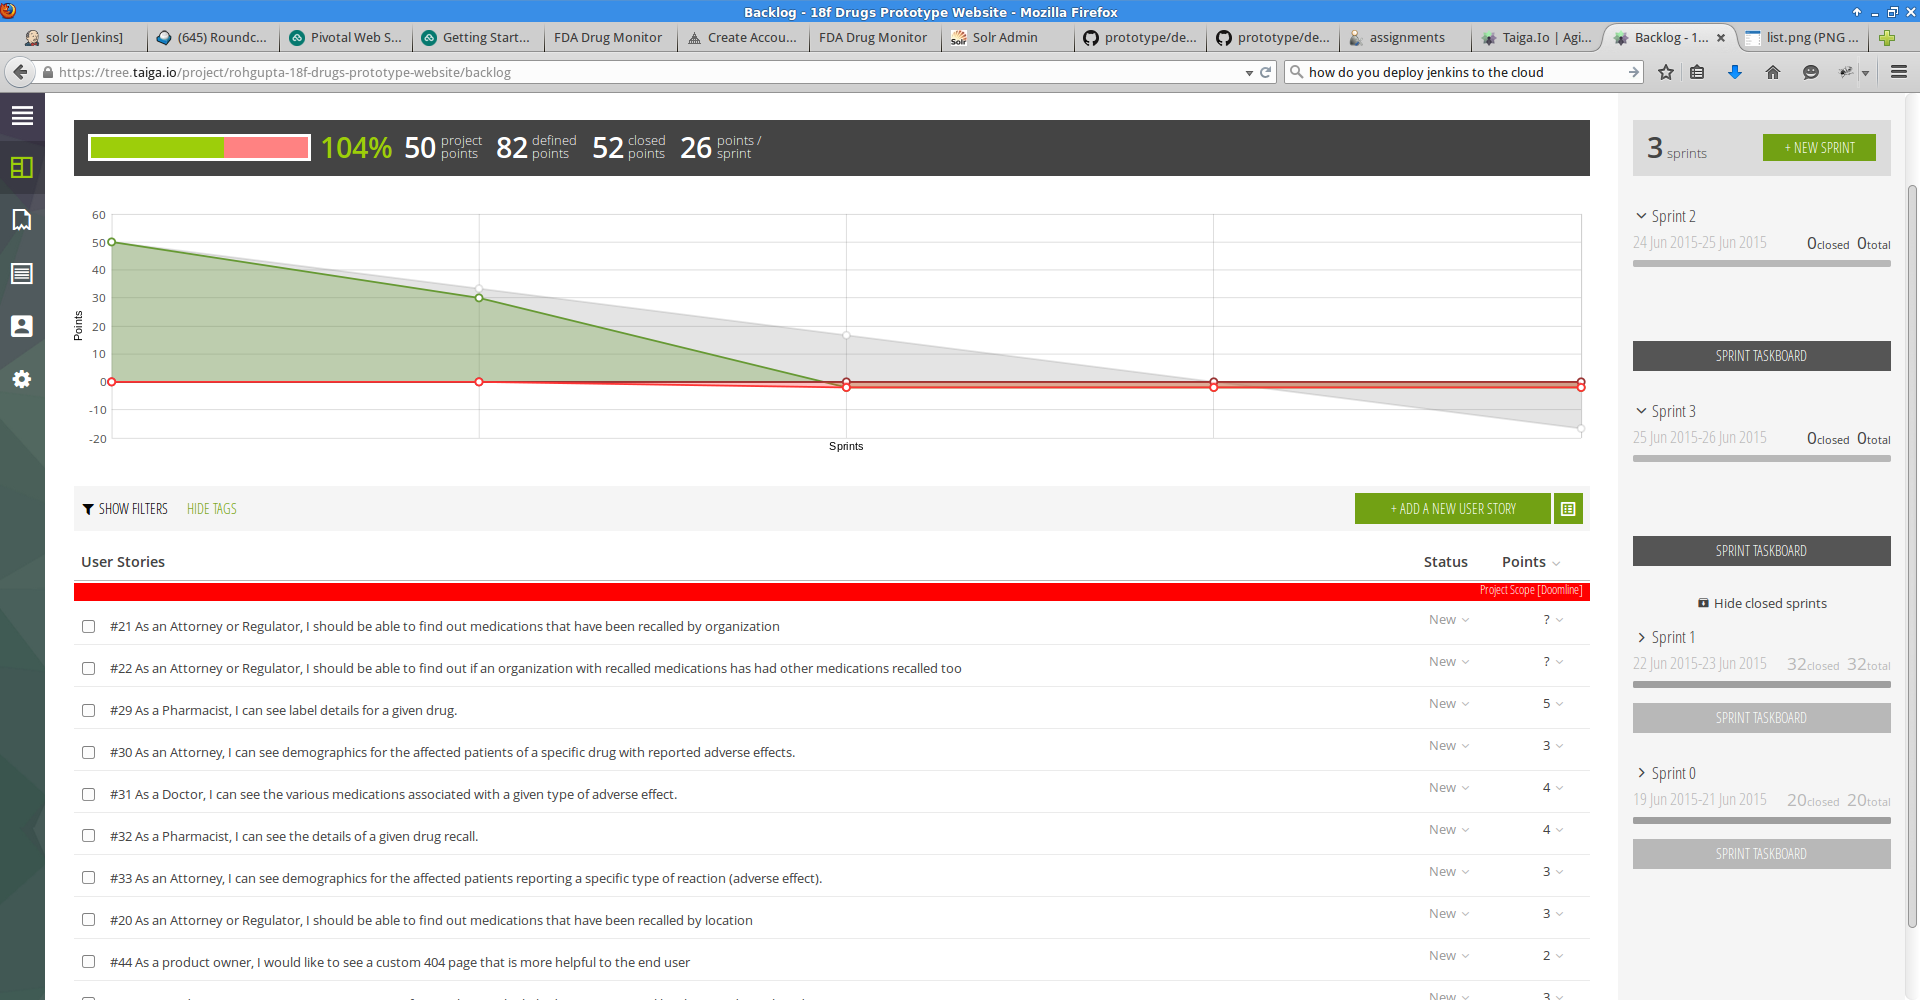 Backlog - 18f Drugs Prototype Website - Mozilla Firefox
solr [Jenkins]
(645) Roundc...
Pivotal Web S...
Getting Start...
FDA Drug Monitor
Create Accou...
FDA Drug Monitor
Solr Admin
prototype/de...
prototype/de...
assignments
Taiga.Io | Agi...
Backlog - 1...
list.png (PNG ...
https://tree.taiga.io/project/rohgupta-18f-drugs-prototype-website/backlog
how do you deploy jenkins to the cloud
104% 50 project points 82 defined points 52 closed points 26 points / sprint
60
50
40
30
20
10
0
-10
-20
Points
Sprints
SHOW FILTERS HIDE TAGS
+ ADD A NEW USER STORY
User Stories Status Points
Project Scope [Doomline]
#21 As an Attorney or Regulator, I should be able to find out medications that have been recalled by organization New ?
#22 As an Attorney or Regulator, I should be able to find out if an organization with recalled medications has had other medications recalled too New ?
#29 As a Pharmacist, I can see label details for a given drug. New 5
#30 As an Attorney, I can see demographics for the affected patients of a specific drug with reported adverse effects. New 3
#31 As a Doctor, I can see the various medications associated with a given type of adverse effect. New 4
#32 As a Pharmacist, I can see the details of a given drug recall. New 4
#33 As an Attorney, I can see demographics for the affected patients reporting a specific type of reaction (adverse effect). New 3
#20 As an Attorney or Regulator, I should be able to find out medications that have been recalled by location New 3
#44 As a product owner, I would like to see a custom 404 page that is more helpful to the end user New 2
New 3
3 sprints
+ NEW SPRINT
Sprint 2
24 Jun 2015-25 Jun 2015 0closed 0total
SPRINT TASKBOARD
Sprint 3
25 Jun 2015-26 Jun 2015 0closed 0total
SPRINT TASKBOARD
Hide closed sprints
Sprint 1
22 Jun 2015-23 Jun 2015 32closed 32total
SPRINT TASKBOARD
Sprint 0
19 Jun 2015-21 Jun 2015 20closed 20total
SPRINT TASKBOARD